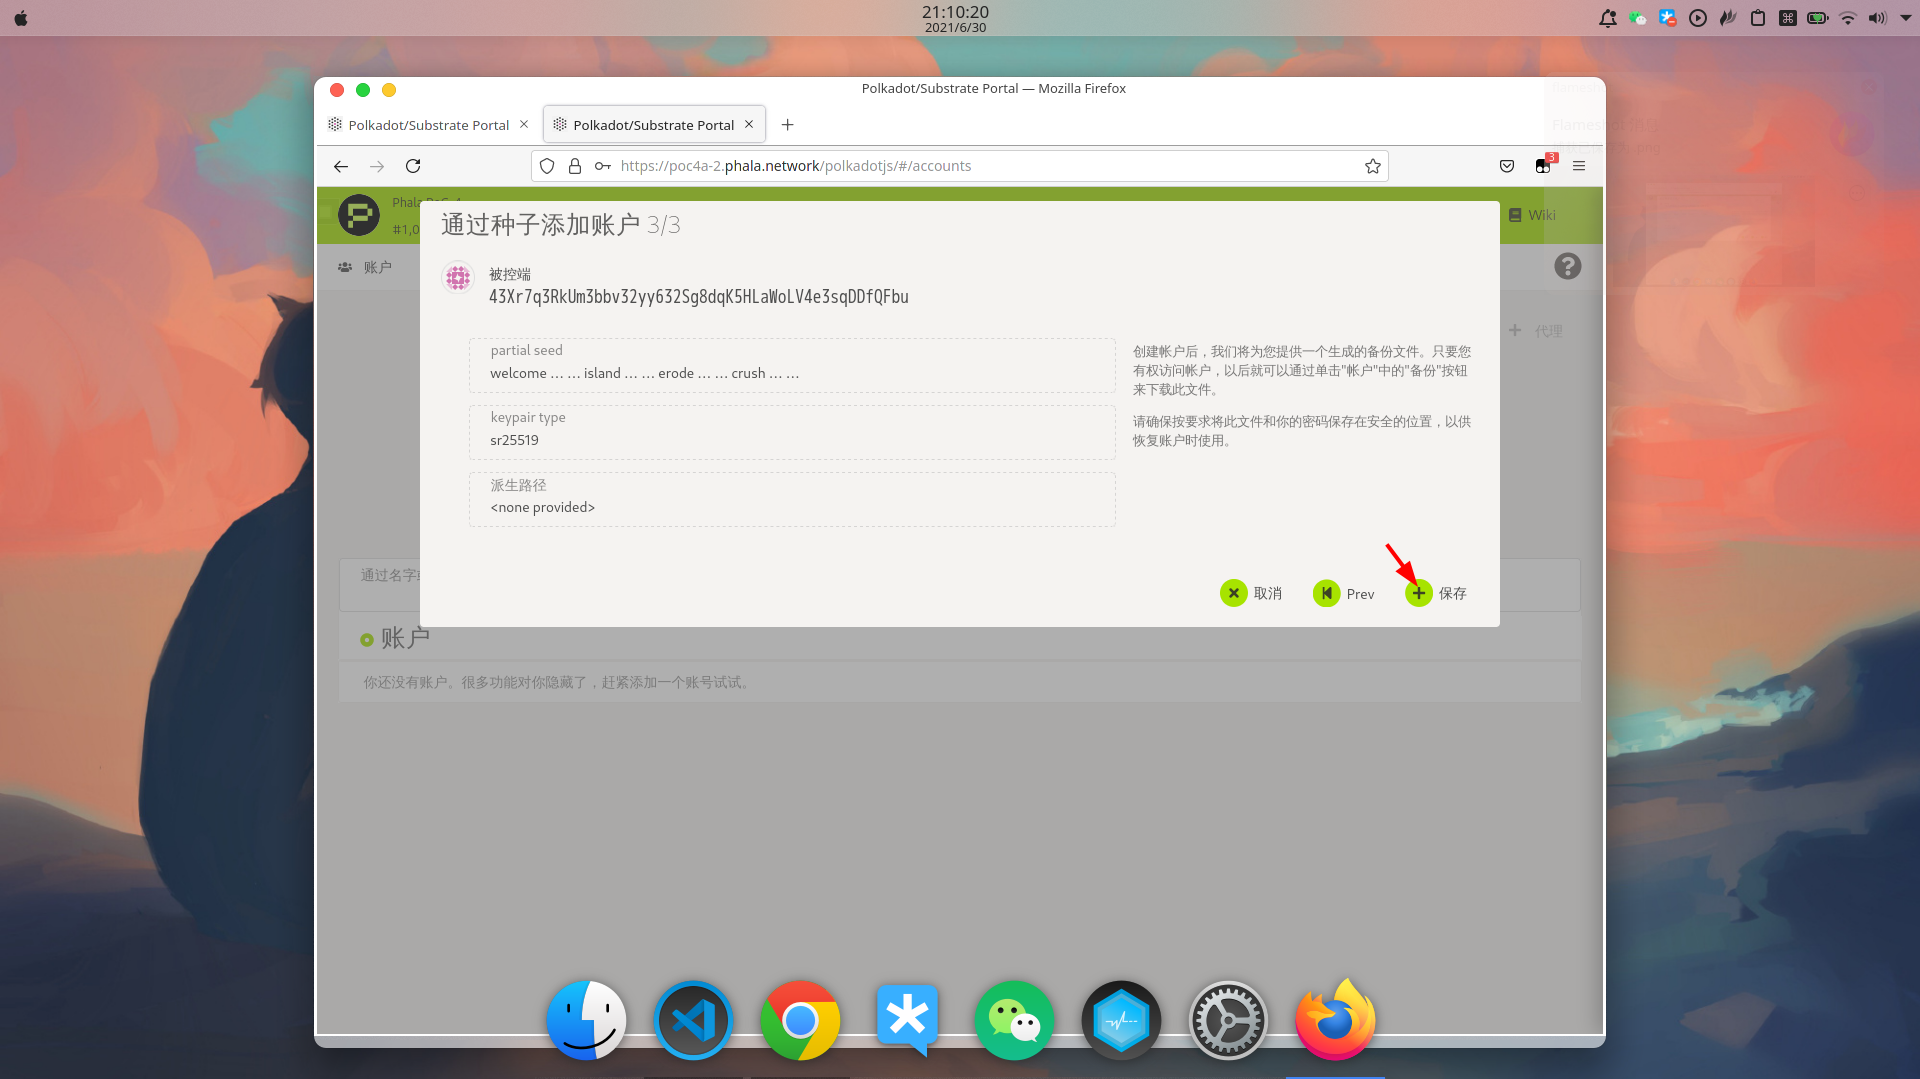 21:10:20
2021/6/30
Polkadot/Substrate Portal — Mozilla Firefox
Polkadot/Substrate Portal
Polkadot/Substrate Portal
https://poc4a-2.phala.network/polkadotjs/#/accounts
3
Phala PoC-4
#1,0
Wiki
账户
代理
通过种子添加账户 3/3
被控端
43Xr7q3RkUm3bbv32yy632Sg8dqK5HLaWoLV4e3sqDDfQFbu
partial seed
welcome … … island … … erode … … crush … …
keypair type
sr25519
派生路径
<none provided>
创建帐户后，我们将为您提供一个生成的备份文件。只要您
有权访问帐户，以后就可以通过单击"帐户"中的"备份"按钮
来下载此文件。
请确保按要求将此文件和你的密码保存在安全的位置，以供
恢复账户时使用。
取消
Prev
保存
通过名字
账户
你还没有账户。很多功能对你隐藏了，赶紧添加一个账号试试。